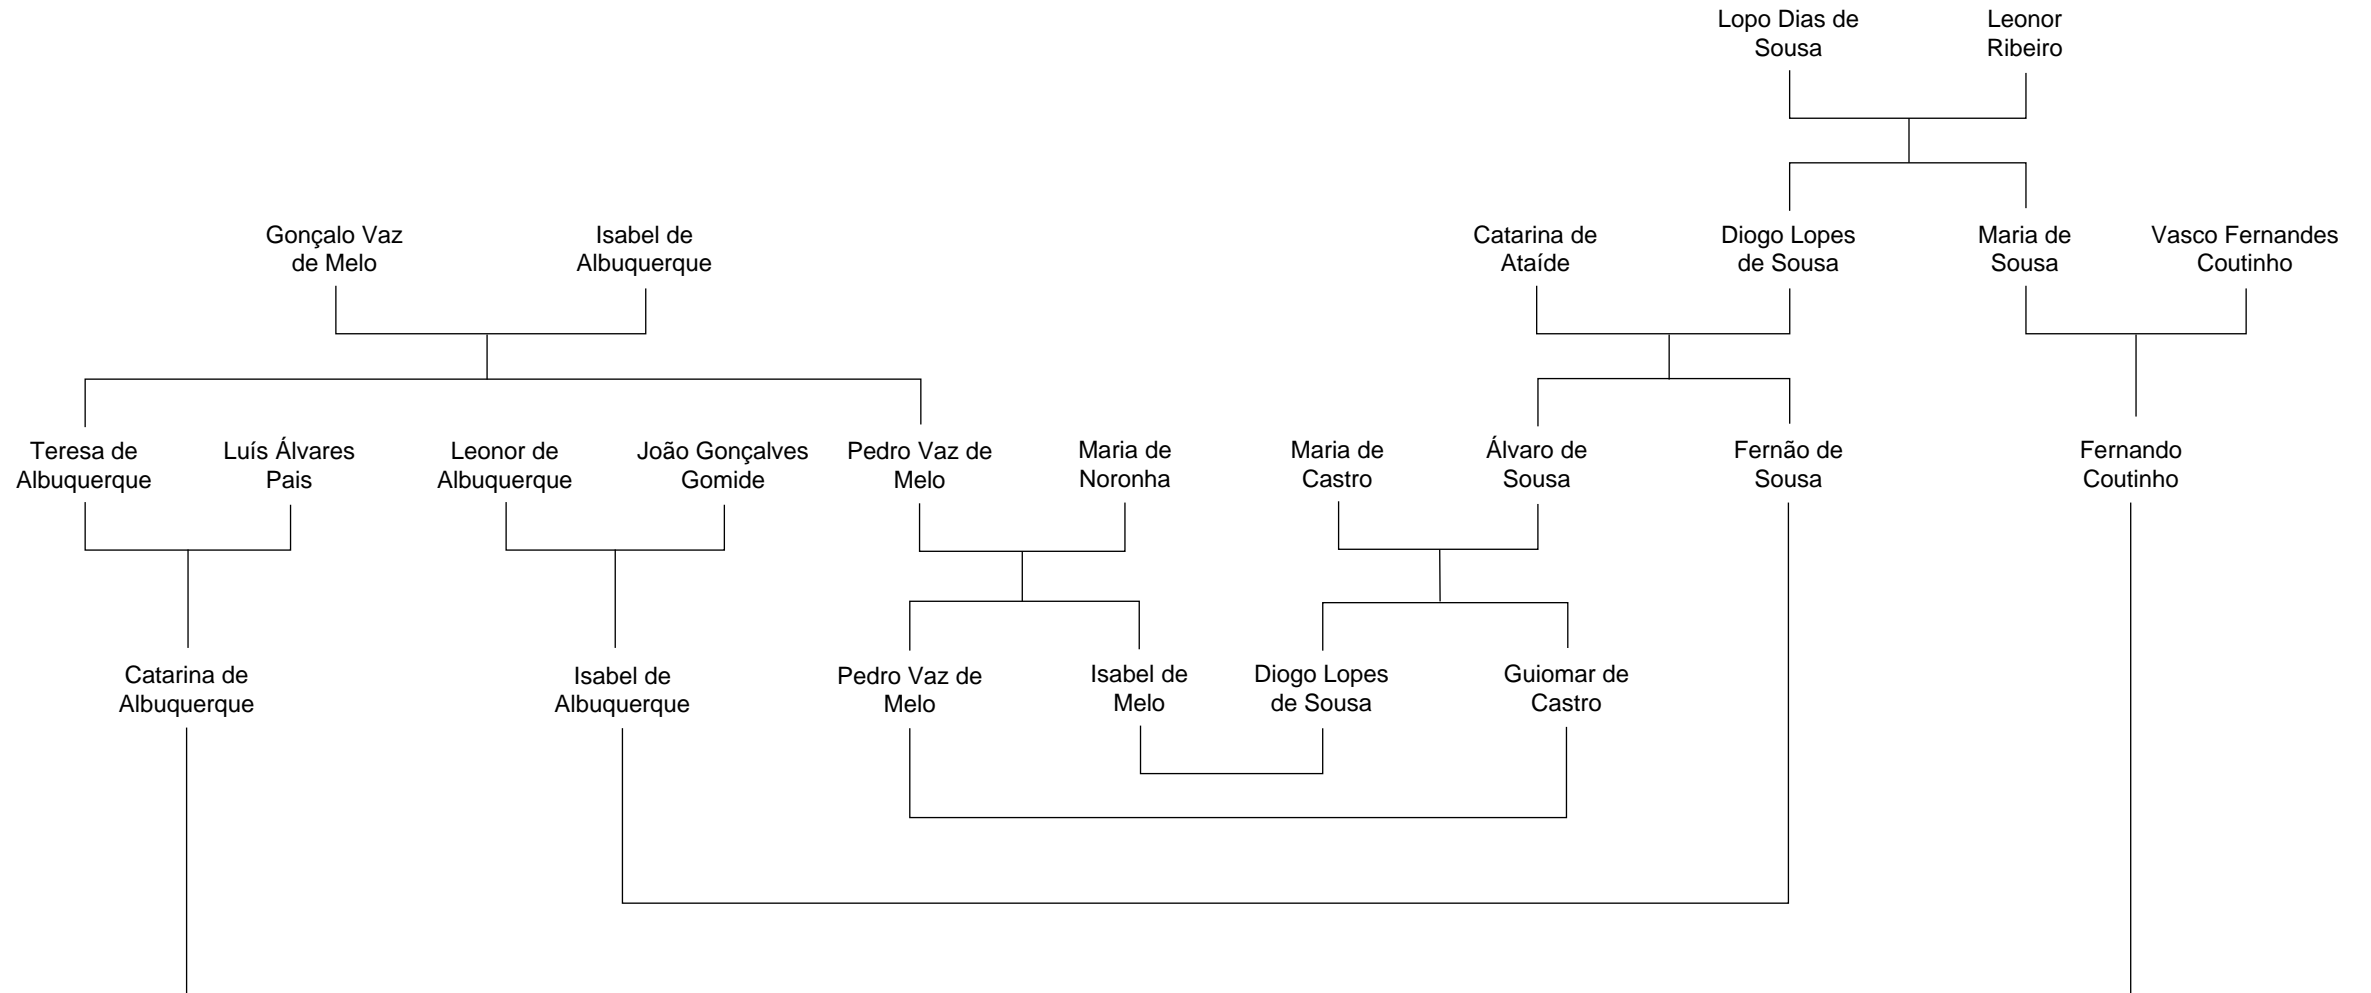 Lopo Dias de
Sousa
Leonor
Ribeiro
Gonçalo Vaz
de Melo
Isabel de
Albuquerque
Catarina de
Ataíde
Diogo Lopes
de Sousa
Maria de
Sousa
Vasco Fernandes
Coutinho
Teresa de
Albuquerque
Luís Álvares
Pais
Leonor de
Albuquerque
João Gonçalves
Gomide
Pedro Vaz de
Melo
Maria de
Noronha
Maria de
Castro
Álvaro de
Sousa
Fernão de
Sousa
Fernando
Coutinho
Catarina de
Albuquerque
Isabel de
Albuquerque
Pedro Vaz de
Melo
Isabel de
Melo
Diogo Lopes
de Sousa
Guiomar de
Castro